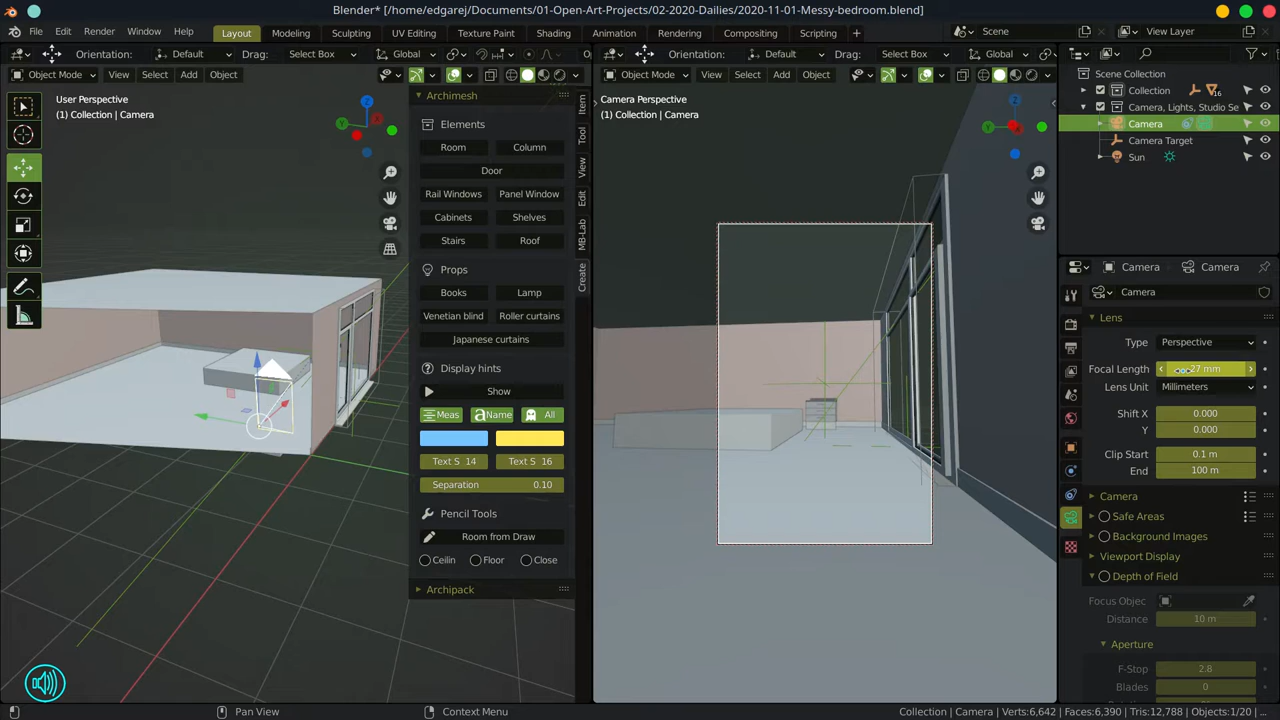 Blender* [/home/edgarej/Documents/01-Open-Art-Projects/02-2020-Dailies/2020-11-01-Messy-bedroom.blend]
File Edit Render Window Help Layout Modeling Sculpting UV Editing Texture Paint Shading Animation Rendering Compositing Scripting + Scene View Layer
Orientation: Default Drag: Select Box Global
Orientation: Default Drag: Select Box Global
Object Mode View Select Add Object
Object Mode View Select Add Object
User Perspective
(1) Collection | Camera
Archimesh
Elements
Room Column
Door
Rail Windows Panel Window
Cabinets Shelves
Stairs Roof
Props
Books Lamp
Venetian blind Roller curtains
Japanese curtains
Display hints
Show
Meas Name All
Text S 14 Text S 16
Separation 0.10
Pencil Tools
Room from Draw
Ceilin Floor Close
Archipack
Item
Tool
View
Edit
MB-Lab
Create
Camera Perspective
(1) Collection | Camera
Scene Collection
Collection 16
Camera, Lights, Studio Se
Camera
Camera Target
Sun
Camera Camera
Camera
Lens
Type Perspective
Focal Length 27 mm
Lens Unit Millimeters
Shift X 0.000
Y 0.000
Clip Start 0.1 m
End 100 m
Camera
Safe Areas
Background Images
Viewport Display
Depth of Field
Focus Objec
Distance 10 m
Aperture
F-Stop 2.8
Blades 0
Pan View Context Menu Collection | Camera | Verts:6,642 | Faces:6,390 | Tris:12,788 | Objects:1/20 | ...